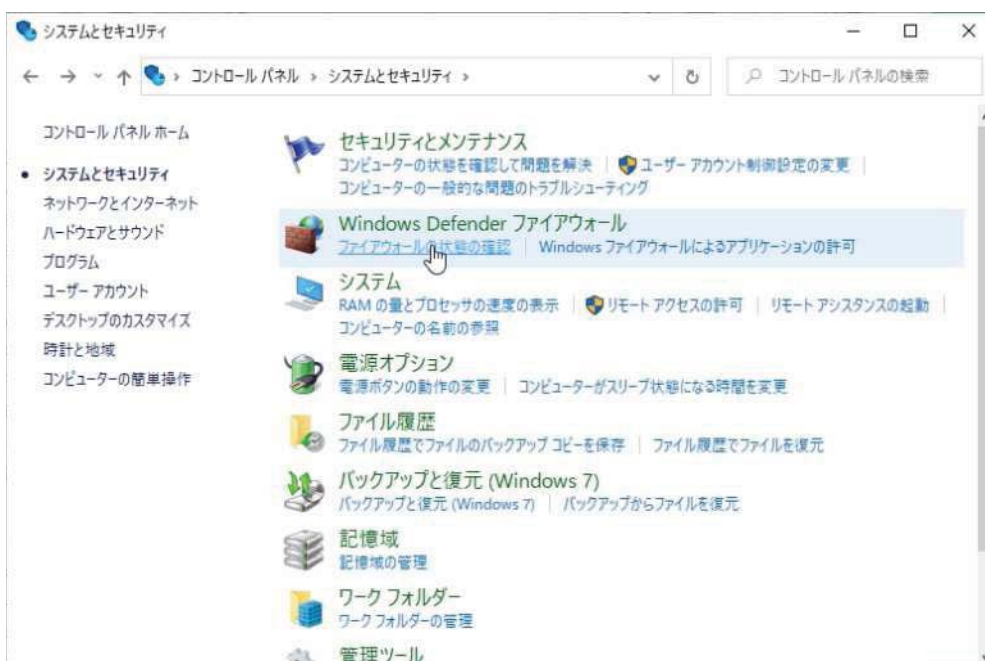 システムとセキュリティ
コントロール パネル › システムとセキュリティ ›
コントロール パネルの検索
コントロール パネル ホーム
システムとセキュリティ
ネットワークとインターネット
ハードウェアとサウンド
プログラム
ユーザー アカウント
デスクトップのカスタマイズ
時計と地域
コンピューターの簡単操作
セキュリティとメンテナンス
コンピューターの状態を確認して問題を解決 | ユーザー アカウント制御設定の変更 |
コンピューターの一般的な問題のトラブルシューティング
Windows Defender ファイアウォール
ファイアウォールの状態の確認 | Windows ファイアウォールによるアプリケーションの許可
システム
RAM の量とプロセッサの速度の表示 | リモート アクセスの許可 | リモート アシスタンスの起動 |
コンピューターの名前の参照
電源オプション
電源ボタンの動作の変更 | コンピューターがスリープ状態になる時間を変更
ファイル履歴
ファイル履歴でファイルのバックアップ コピーを保存 | ファイル履歴でファイルを復元
バックアップと復元 (Windows 7)
バックアップと復元 (Windows 7) | バックアップからファイルを復元
記憶域
記憶域の管理
ワーク フォルダー
ワーク フォルダーの管理
管理ツール